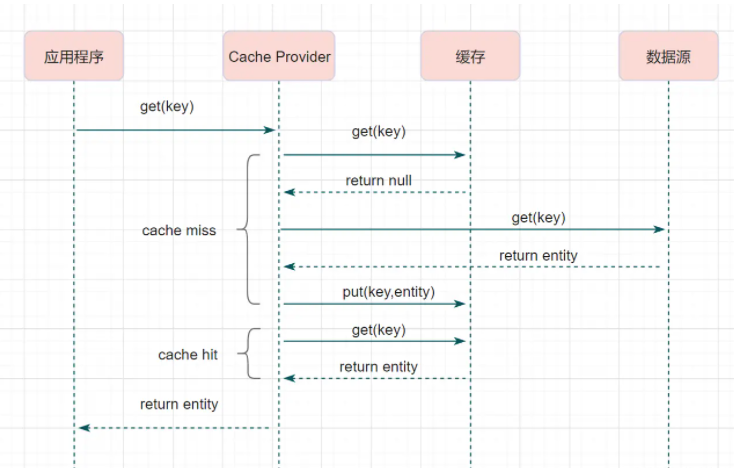 应用程序
Cache Provider
缓存
数据源
get(key)
get(key)
return null
get(key)
cache miss
return entity
put(key,entity)
get(key)
cache hit
return entity
return entity